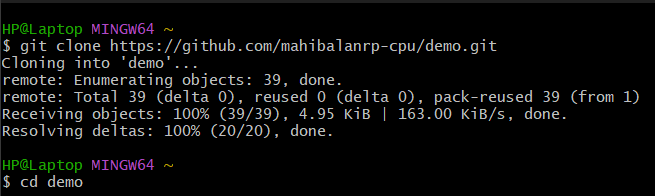 HP@Laptop MINGW64 ~
$ git clone https://github.com/mahibalanrp-cpu/demo.git
Cloning into 'demo'...
remote: Enumerating objects: 39, done.
remote: Total 39 (delta 0), reused 0 (delta 0), pack-reused 39 (from 1)
Receiving objects: 100% (39/39), 4.95 KiB | 163.00 KiB/s, done.
Resolving deltas: 100% (20/20), done.
HP@Laptop MINGW64 ~
$ cd demo